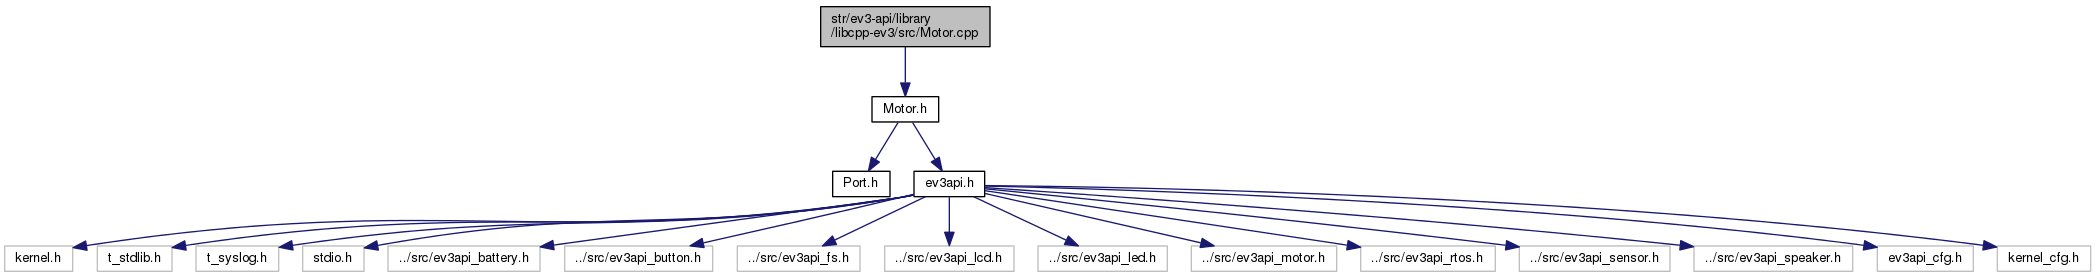 str/ev3-api/library
/libcpp-ev3/src/Motor.cpp
Motor.h
Port.h
ev3api.h
kernel.h
t_stdlib.h
t_syslog.h
stdio.h
../src/ev3api_battery.h
../src/ev3api_button.h
../src/ev3api_fs.h
../src/ev3api_lcd.h
../src/ev3api_led.h
../src/ev3api_motor.h
../src/ev3api_rtos.h
../src/ev3api_sensor.h
../src/ev3api_speaker.h
ev3api_cfg.h
kernel_cfg.h